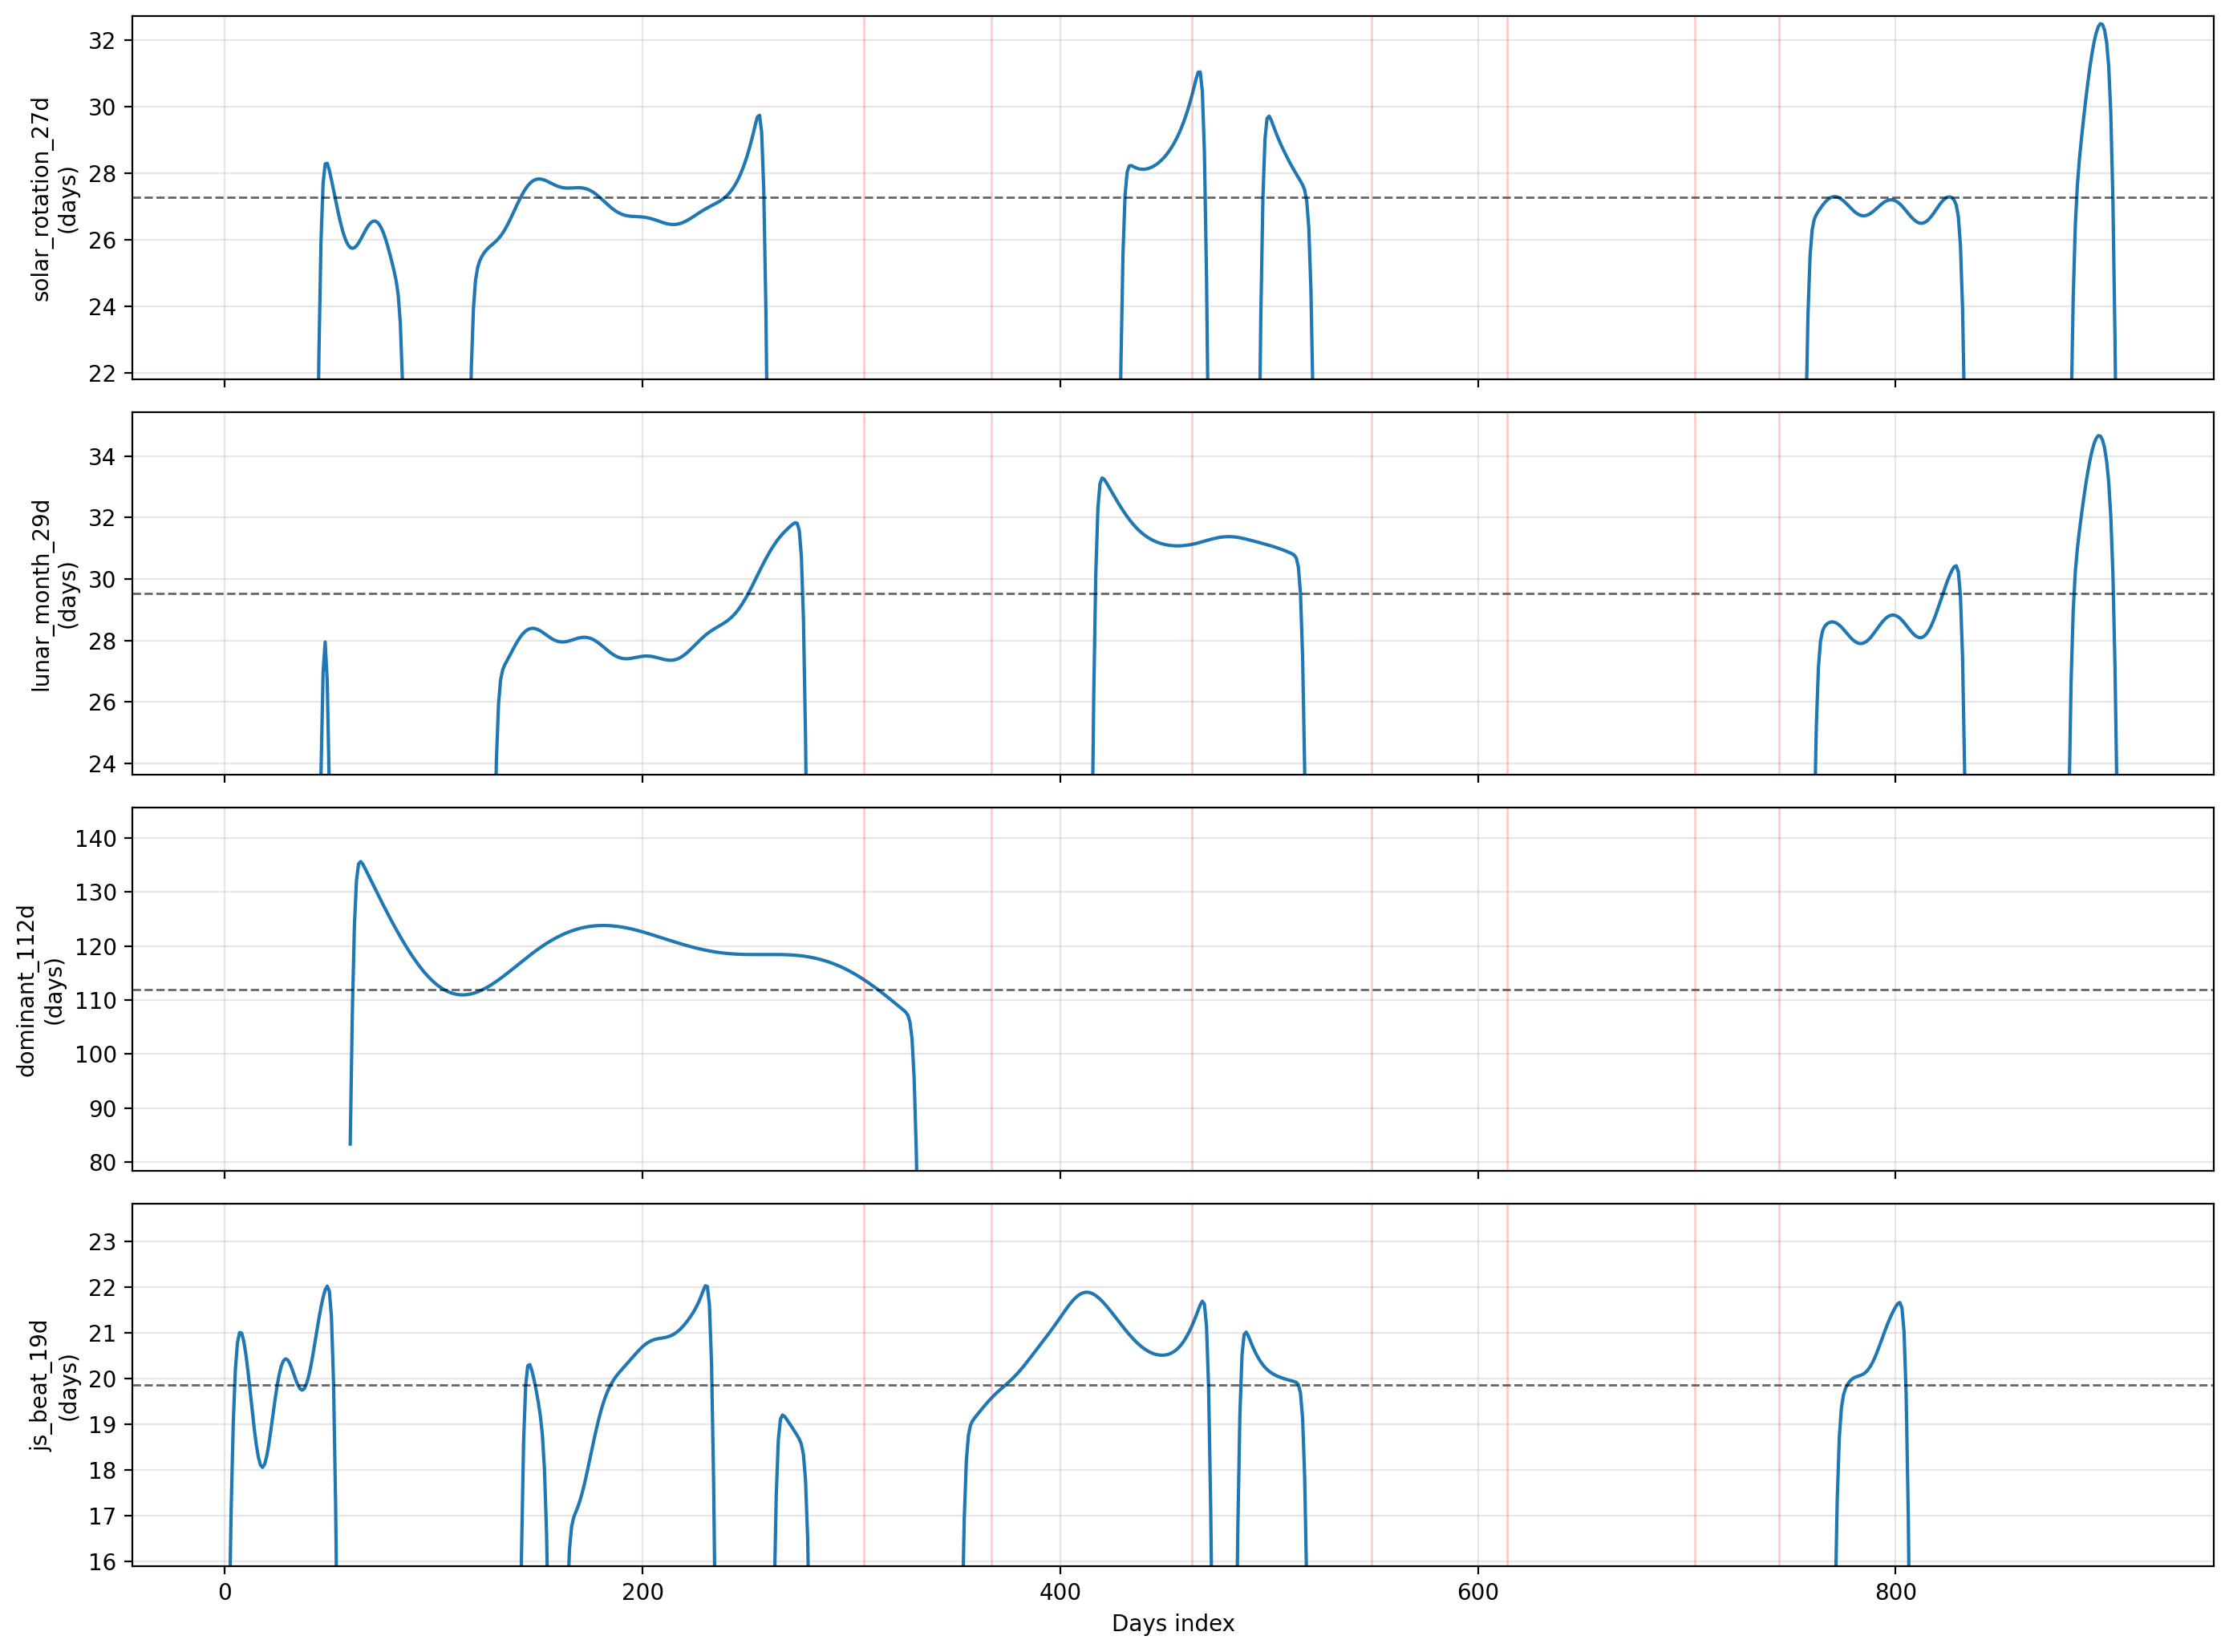 solar_rotation_27d
(days)
32
30
28
26
24
22
lunar_month_29d
(days)
34
32
30
28
26
24
dominant_112d
(days)
140
130
120
110
100
90
80
js_beat_19d
(days)
23
22
21
20
19
18
17
16
0 200 400 600 800
Days index